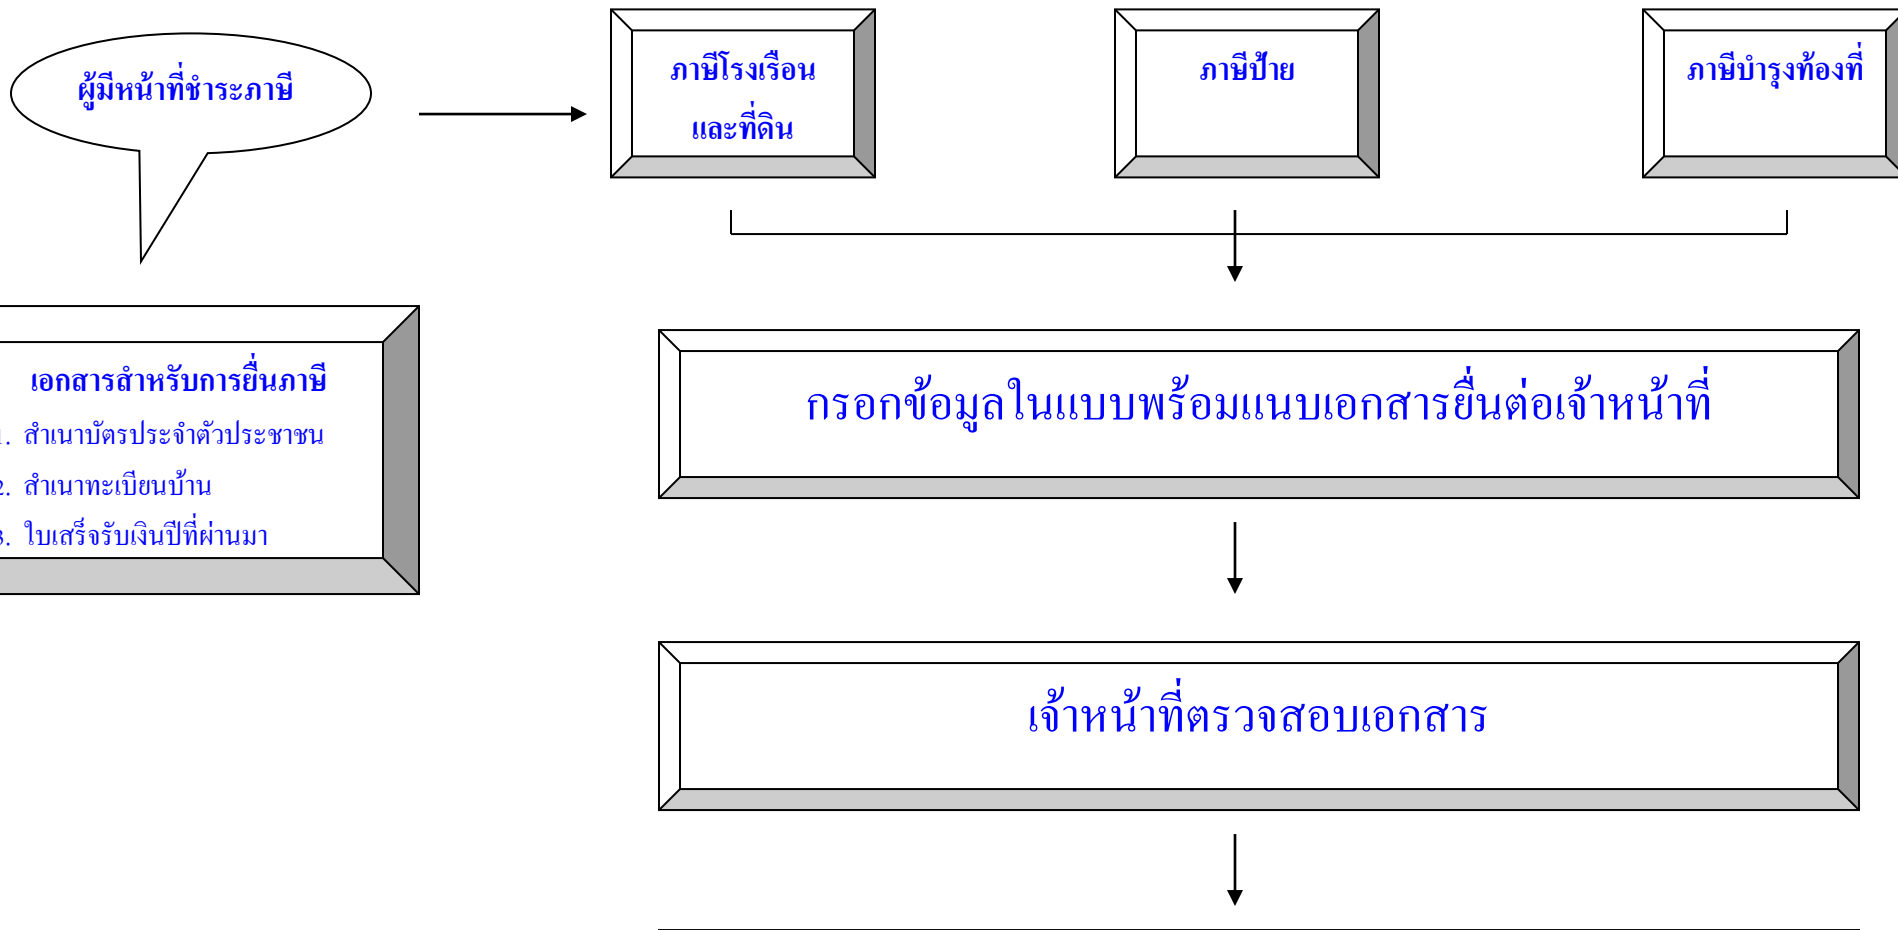 ผู้มีหน้าที่ชำระภาษี
ภาษีโรงเรือน
และที่ดิน
ภาษีป้าย
ภาษีบำรุงท้องที่
เอกสารสำหรับการยื่นภาษี
1. สำเนาบัตรประจำตัวประชาชน
2. สำเนาทะเบียนบ้าน
3. ใบเสร็จรับเงินปีที่ผ่านมา
กรอกข้อมูลในแบบพร้อมแนบเอกสารยื่นต่อเจ้าหน้าที่
เจ้าหน้าที่ตรวจสอบเอกสาร